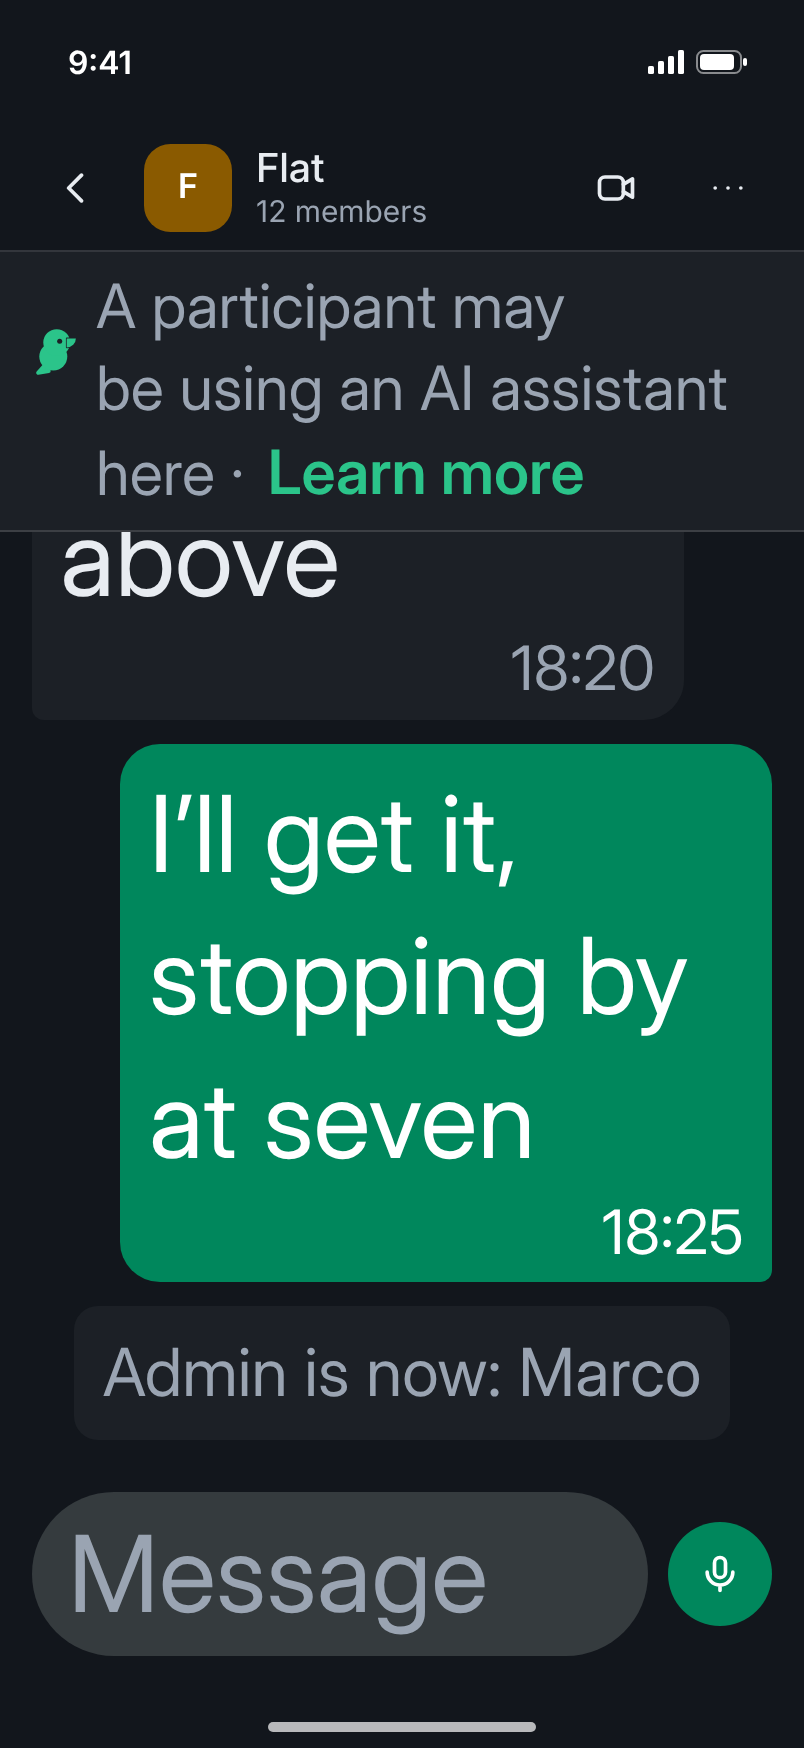 9:41
F
Flat
12 members
A participant may
be using an AI assistant
here · Learn more
above
18:20
I’ll get it,
stopping by
at seven
18:25
Admin is now: Marco
Message